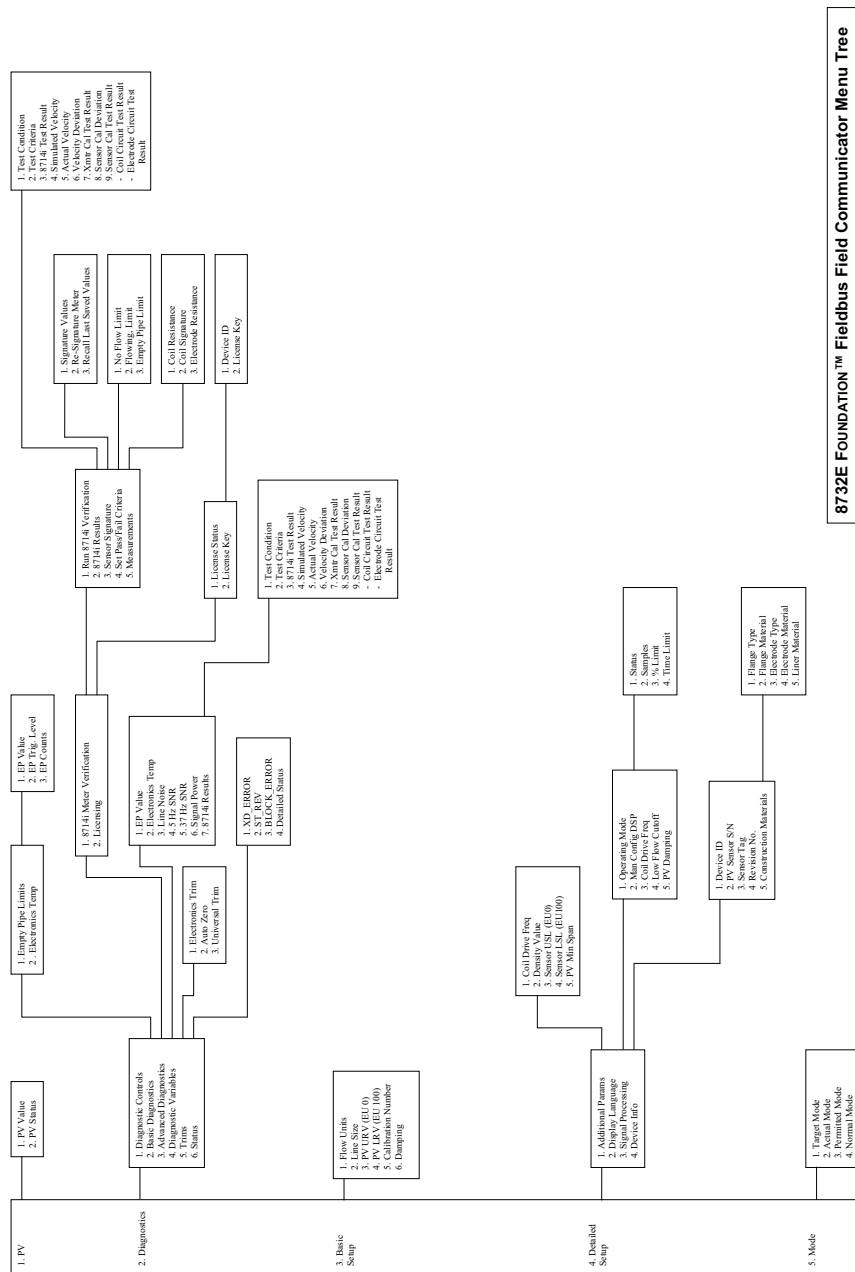 1. PV
1. PV Value
2. PV Status
2. Diagnostics
1. Diagnostic Controls
2. Basic Diagnostics
3. Advanced Diagnostics
4. Diagnostic Variables
5. Trims
6. Status
1. Empty Pipe Limits
2 . Electronics Temp
1. EP Value
2. EP Trig. Level
3. EP Counts
1. 8714i Meter Verification
2. Licensing
1. Run 8714i Verification
2. 8714i Results
3. Sensor Signature
4. Set Pass/Fail Criteria
5. Measurements
1. Test Condition
2. Test Criteria
3. 8714i Test Result
4. Simulated Velocity
5. Actual Velocity
6. Velocity Deviation
7. Xmtr Cal Test Result
8. Sensor Cal Deviation
9. Sensor Cal Test Result
- Coil Circuit Test Result
- Electrode Circuit Test
Result
1. Signature Values
2. Re-Signature Meter
3. Recall Last Saved Values
1. No Flow Limit
2. Flowing, Limit
3. Empty Pipe Limit
1. Coil Resistance
2. Coil Signature
3. Electrode Resistance
1. License Status
2. License Key
1. Device ID
2. License Key
1. EP Value
2. Electronics Temp
3. Line Noise
4. 5 Hz SNR
5. 37 Hz SNR
6. Signal Power
7. 8714i Results
1. Test Condition
2. Test Criteria
3. 8714i Test Result
4. Simulated Velocity
5. Actual Velocity
6. Velocity Deviation
7. Xmtr Cal Test Result
8. Sensor Cal Deviation
9. Sensor Cal Test Result
- Coil Circuit Test Result
- Electrode Circuit Test
Result
1. Electronics Trim
2. Auto Zero
3. Universal Trim
1. XD_ERROR
2. ST_REV
3. BLOCK_ERROR
4. Detailed Status
3. Basic
Setup
1. Flow Units
2. Line Size
3. PV URV (EU 0)
4. PV LRV (EU 100)
5. Calibration Number
6. Damping
4. Detailed
Setup
1. Additional Params
2. Display Language
3. Signal Processing
4. Device Info
1. Coil Drive Freq
2. Density Value
3. Sensor USL (EU0)
4. Sensor LSL (EU100)
5. PV Min Span
1. Operating Mode
2. Man Config DSP
3. Coil Drive Freq
4. Low Flow Cutoff
5. PV Damping
1. Status
2. Samples
3. % Limit
4. Time Limit
1. Device ID
2. PV Sensor S/N
3. Sensor Tag
4 Revision No.
5. Construction Materials
1. Flange Type
2. Flange Material
3. Electrode Type
4. Electrode Material
5. Liner Material
5. Mode
1. Target Mode
2. Actual Mode
3. Permitted Mode
4. Normal Mode
8732E FOUNDATION™ Fieldbus Field Communicator Menu Tree